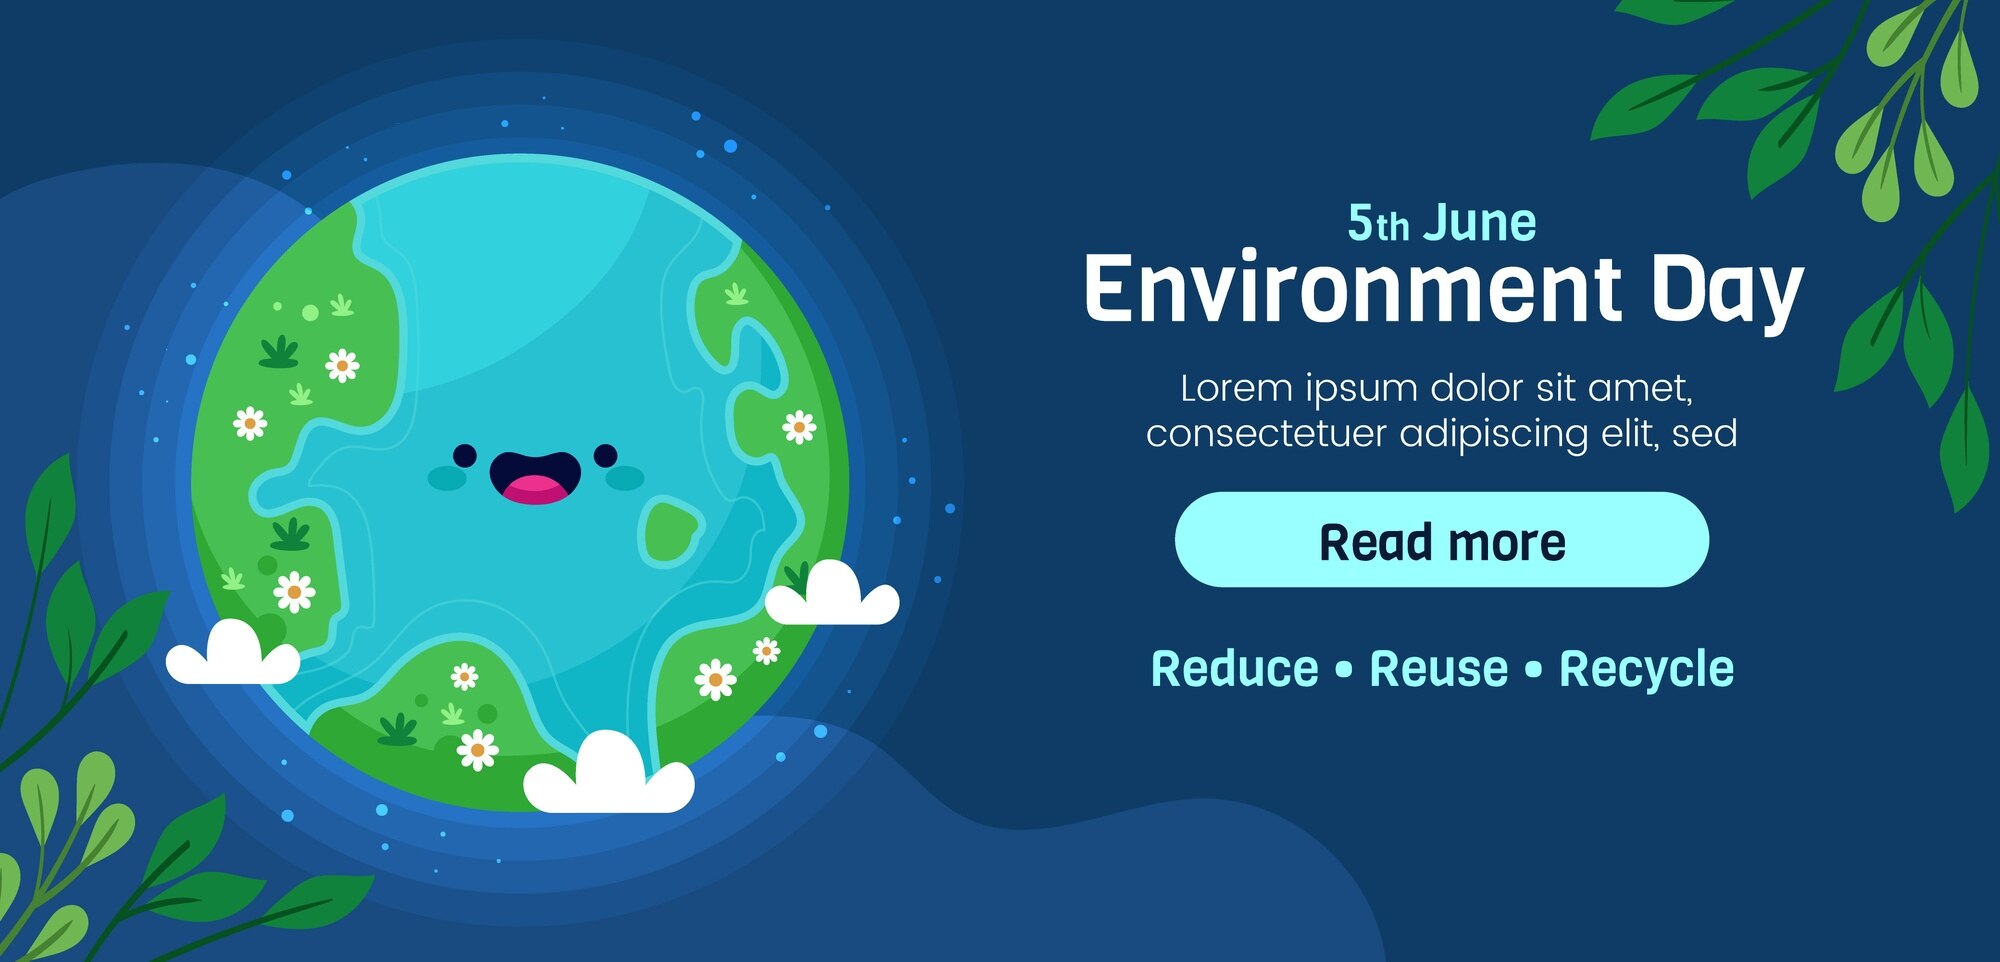 5th June
Environment Day
Lorem ipsum dolor sit amet,
consectetuer adipiscing elit, sed
Read more
Reduce • Reuse • Recycle